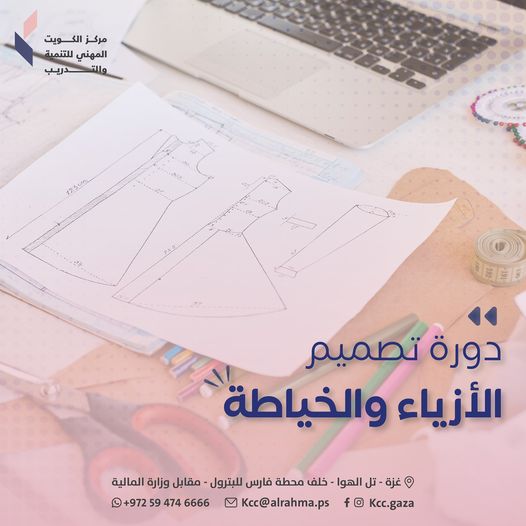 مركز الكويت
المهني للتنمية
والتـــدريب
دورة تصميم
الأزياء والخياطة
غزة - تل الهوا - خلف محطة فارس للبترول - مقابل وزارة المالية
+972 59 474 6666 Kcc@alrahma.ps Kcc.gaza